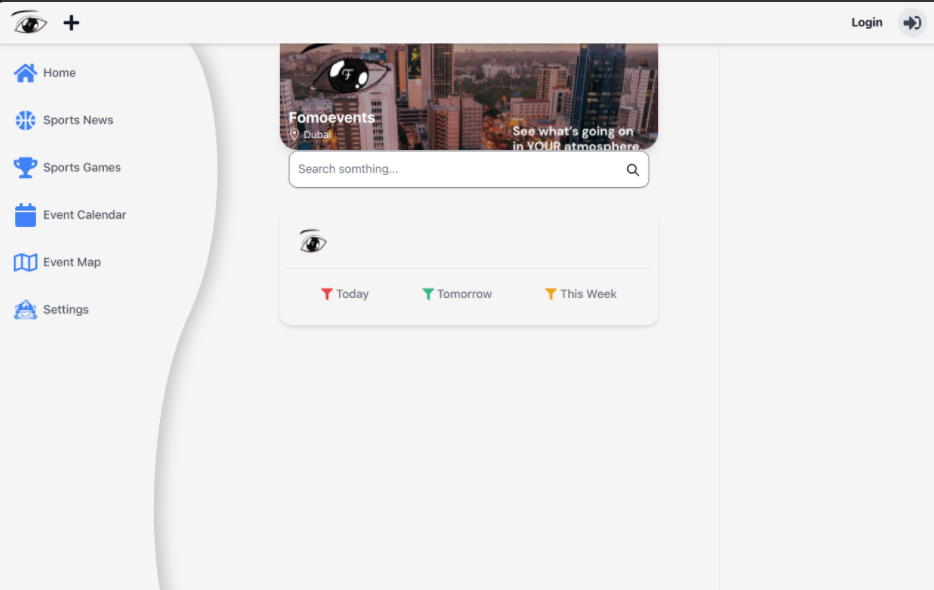 Login
Home
Sports News
Sports Games
Event Calendar
Event Map
Settings
F
Fomoevents
Dubai
See what's going on
in YOUR atmosphere.
Search somthing...
Today
Tomorrow
This Week